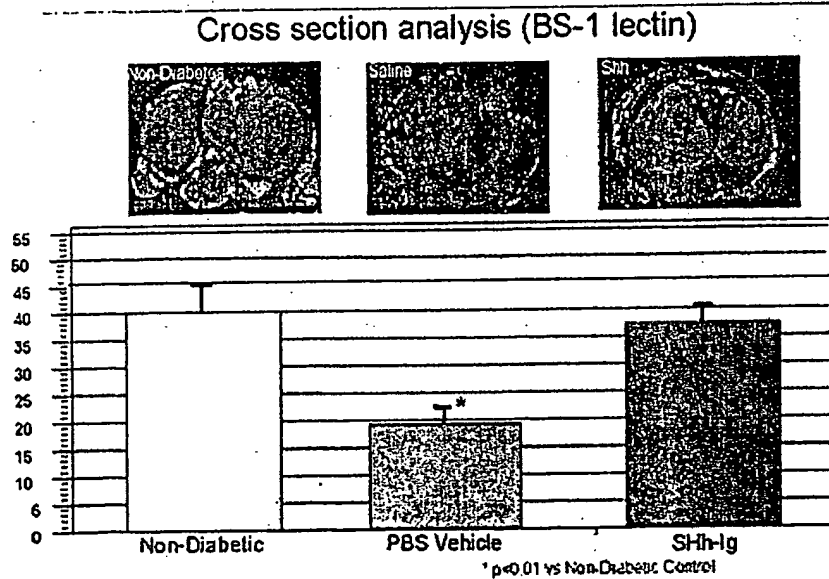 Cross section analysis (BS-1 lectin)
Non-Diabetes
Saline
Shh
55
50
45
40
35
30
25
20
15
10
6
0
*
Non-Diabetic
PBS Vehicle
SHh-Ig
* p<0.01 vs Non-Diabetic Control